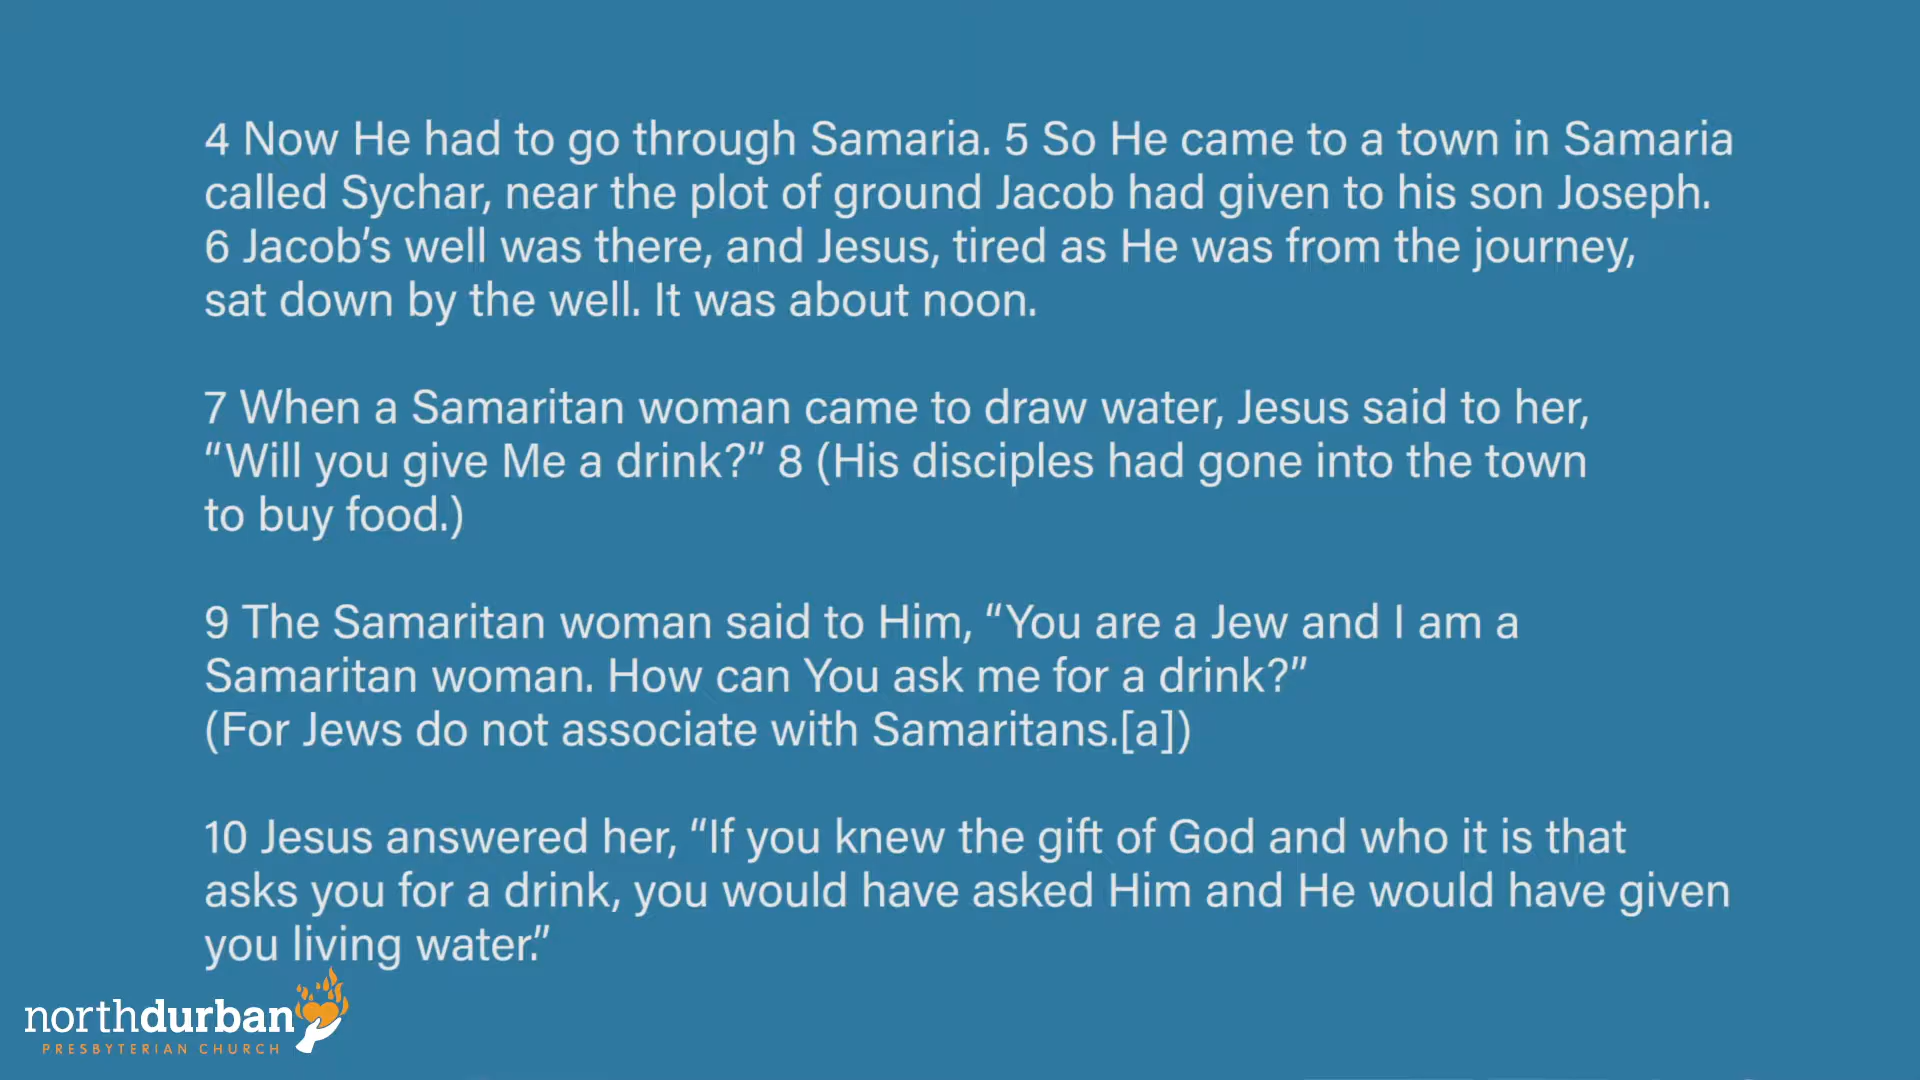 4 Now He had to go through Samaria. 5 So He came to a town in Samaria
called Sychar, near the plot of ground Jacob had given to his son Joseph.
6 Jacob’s well was there, and Jesus, tired as He was from the journey,
sat down by the well. It was about noon.
7 When a Samaritan woman came to draw water, Jesus said to her,
“Will you give Me a drink?” 8 (His disciples had gone into the town
to buy food.)
9 The Samaritan woman said to Him, “You are a Jew and I am a
Samaritan woman. How can You ask me for a drink?”
(For Jews do not associate with Samaritans.[a])
10 Jesus answered her, “If you knew the gift of God and who it is that
asks you for a drink, you would have asked Him and He would have given
you living water.”
northdurban
PRESBYTERIAN CHURCH